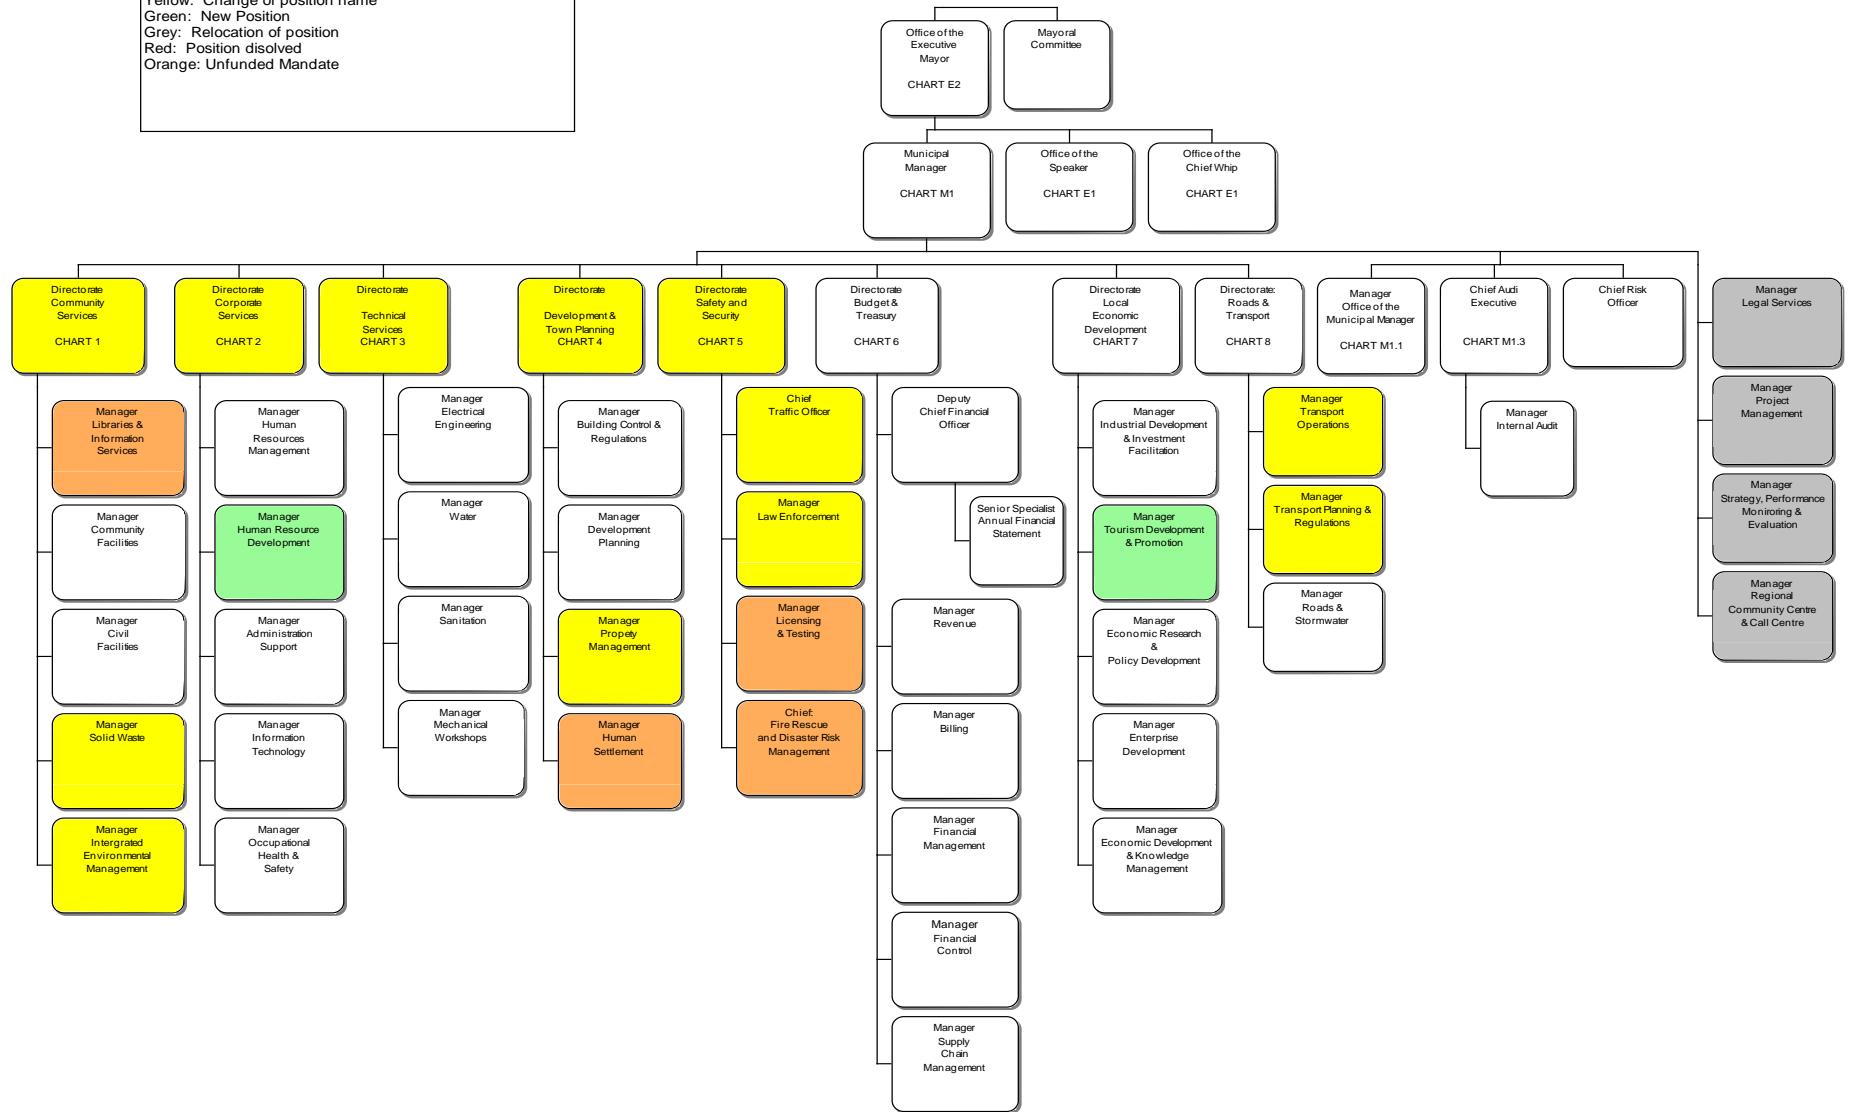 Yellow: Change of position name
Green: New Position
Grey: Relocation of position
Red: Position disolved
Orange: Unfunded Mandate
Office of the
Executive
Mayor
CHART E2
Mayoral
Committee
Municipal
Manager
CHART M1
Office of the
Speaker
CHART E1
Office of the
Chief Whip
CHART E1
Directorate
Community
Services
CHART 1
Directorate
Corporate
Services
CHART 2
Directorate
Technical
Services
CHART 3
Directorate
Development &
Town Planning
CHART 4
Directorate
Safety and
Security
CHART 5
Directorate
Budget &
Treasury
CHART 6
Directorate
Local
Economic
Development
CHART 7
Directorate:
Roads &
Transport
CHART 8
Manager
Office of the
Municipal Manager
CHART M1.1
Chief Audi
Executive
CHART M1.3
Chief Risk
Officer
Manager
Legal Services
Manager
Libraries &
Information
Services
Manager
Community
Facilities
Manager
Civil
Facilities
Manager
Solid Waste
Manager
Intergrated
Environmental
Management
Manager
Human
Resources
Management
Manager
Human Resource
Development
Manager
Administration
Support
Manager
Information
Technology
Manager
Occupational
Health &
Safety
Manager
Electrical
Engineering
Manager
Water
Manager
Sanitation
Manager
Mechanical
Workshops
Manager
Building Control &
Regulations
Manager
Development
Planning
Manager
Propety
Management
Manager
Human
Settlement
Chief
Traffic Officer
Manager
Law Enforcement
Manager
Licensing
& Testing
Chief:
Fire Rescue
and Disaster Risk
Management
Deputy
Chief Financial
Officer
Senior Specialist
Annual Financial
Statement
Manager
Revenue
Manager
Billing
Manager
Financial
Management
Manager
Financial
Control
Manager
Supply
Chain
Management
Manager
Industrial Development
& Investment
Facilitation
Manager
Tourism Development
& Promotion
Manager
Economic Research
&
Policy Development
Manager
Enterprise
Development
Manager
Economic Development
& Knowledge
Management
Manager
Transport
Operations
Manager
Transport Planning &
Regulations
Manager
Roads &
Stormwater
Manager
Internal Audit
Manager
Project
Management
Manager
Strategy, Performance
Moniroring &
Evaluation
Manager
Regional
Community Centre
& Call Centre